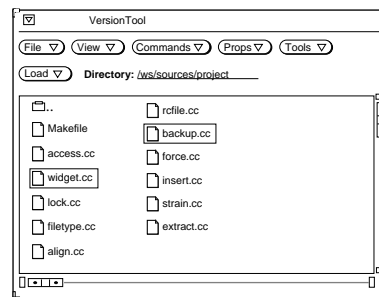 VersionTool
File View Commands Props Tools
Load Directory: /ws/sources/project
..
Makefile
access.cc
widget.cc
lock.cc
filetype.cc
align.cc
rcfile.cc
backup.cc
force.cc
insert.cc
strain.cc
extract.cc